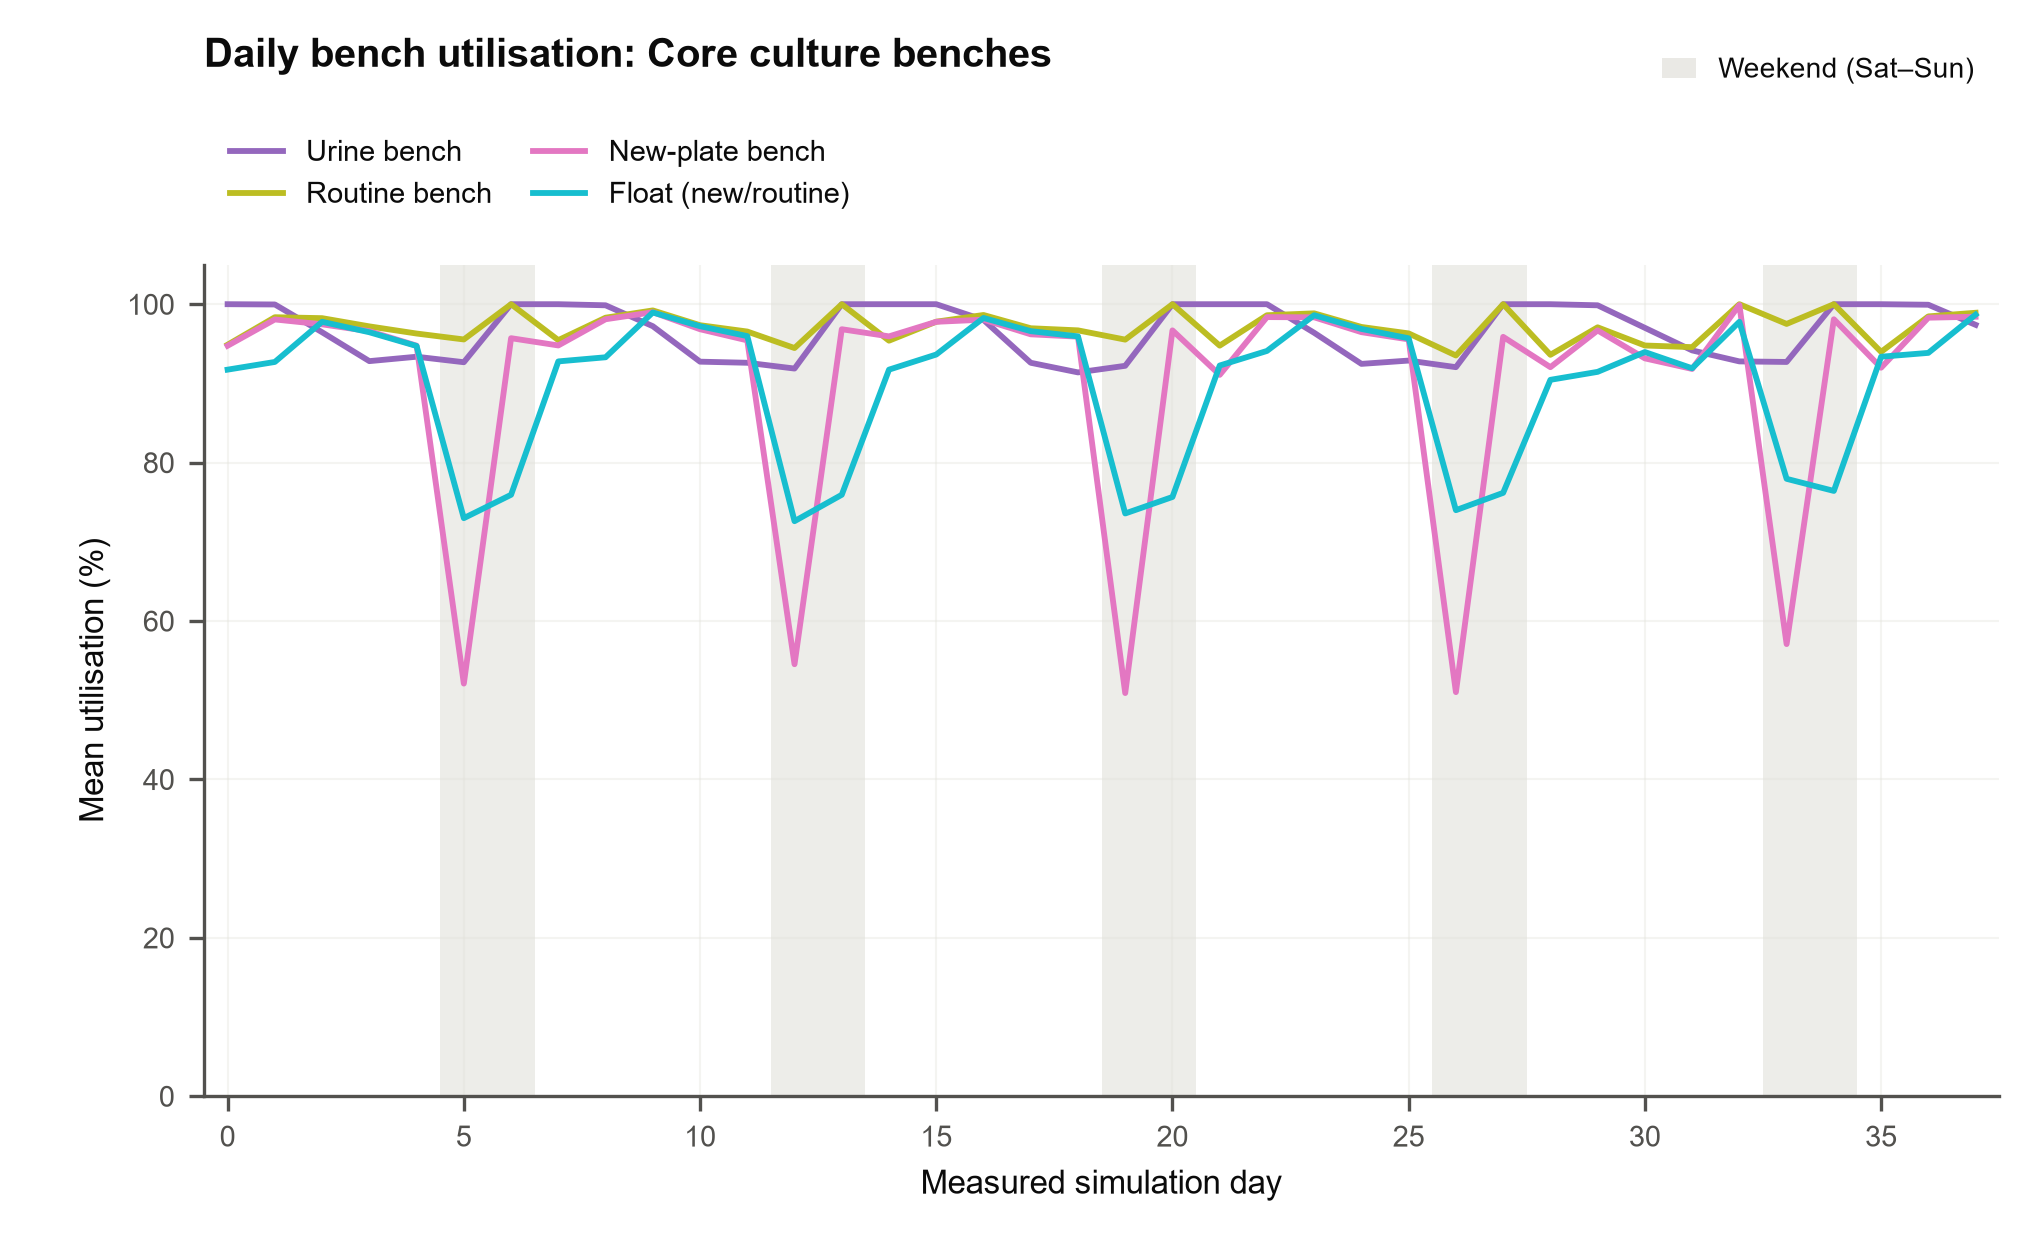 Daily bench utilisation: Core culture benches
Weekend (Sat–Sun)
Urine bench
New-plate bench
Routine bench
Float (new/routine)
Mean utilisation (%)
100
80
60
40
20
0
0 5 10 15 20 25 30 35
Measured simulation day